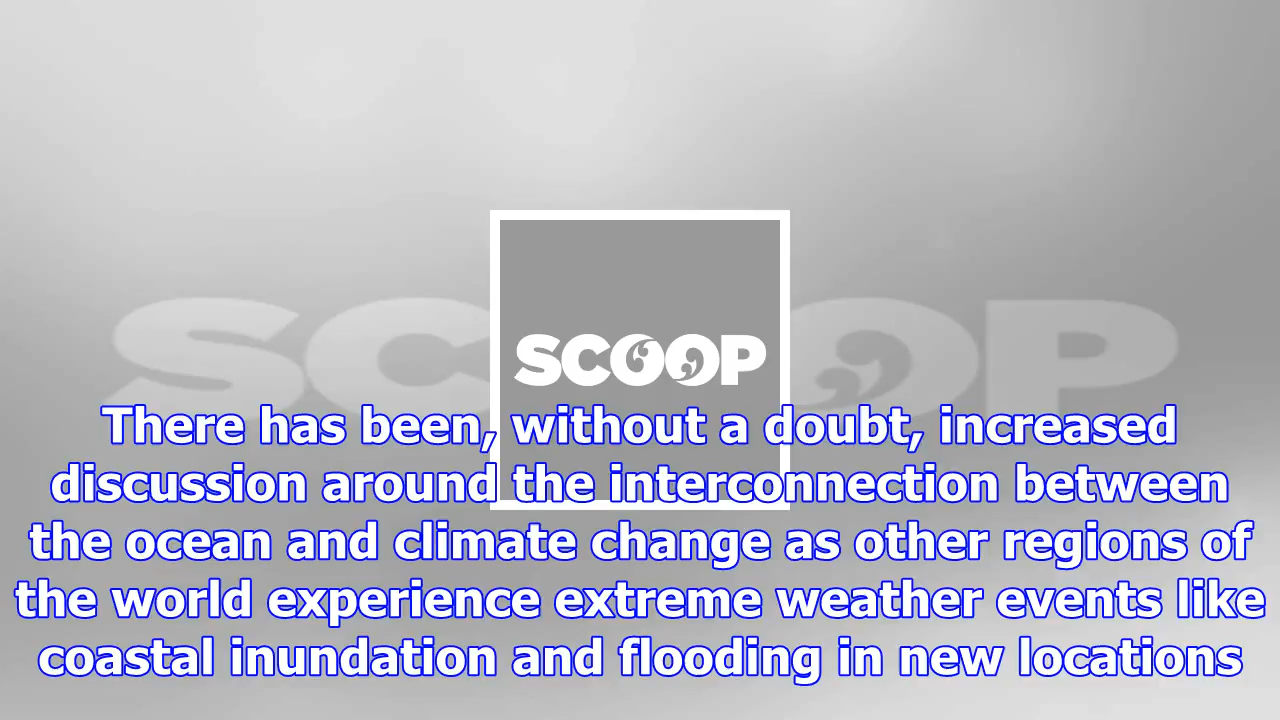 SCOOP
SCOOP
There has been, without a doubt, increased
discussion around the interconnection between
the ocean and climate change as other regions of
the world experience extreme weather events like
coastal inundation and flooding in new locations